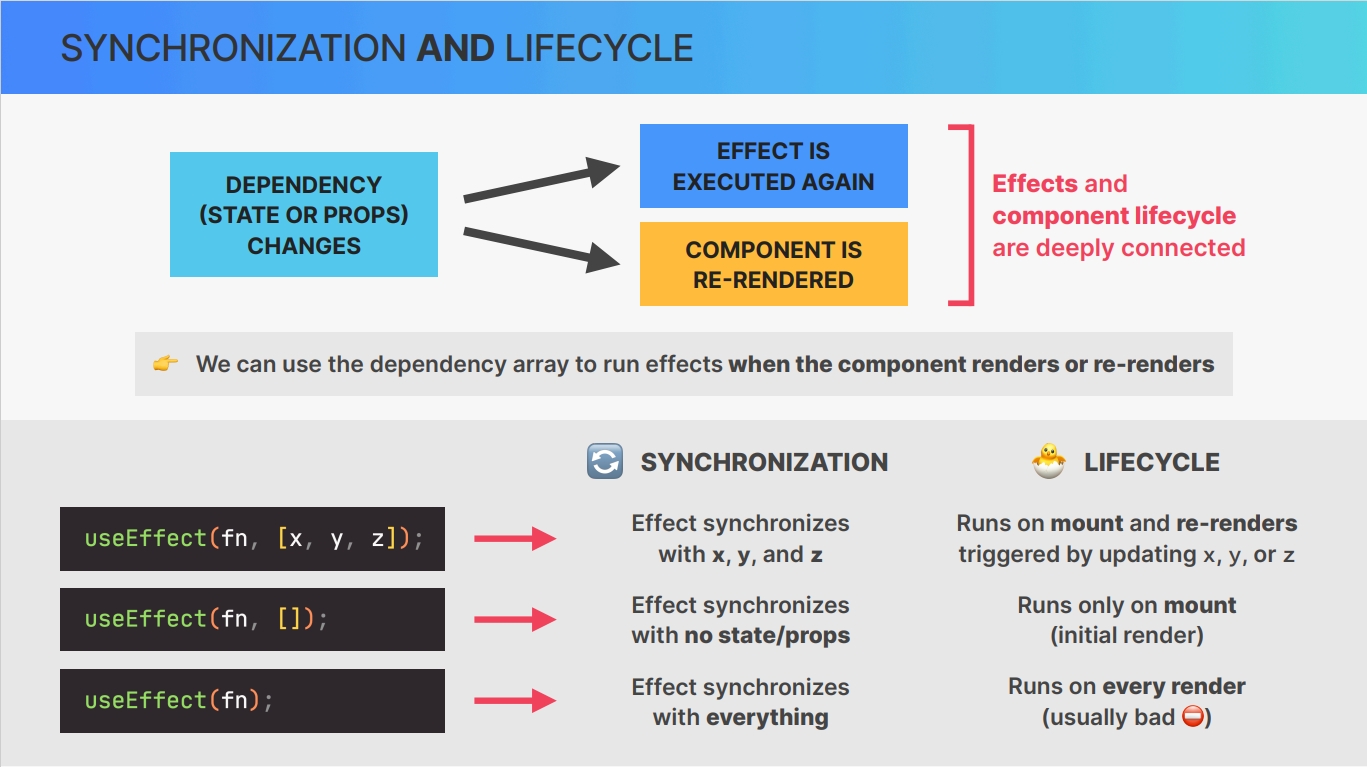 SYNCHRONIZATION AND LIFECYCLE
DEPENDENCY
(STATE OR PROPS)
CHANGES
EFFECT IS
EXECUTED AGAIN
COMPONENT IS
RE-RENDERED
Effects and
component lifecycle
are deeply connected
👉 We can use the dependency array to run effects when the component renders or re-renders
🔄 SYNCHRONIZATION
🐣 LIFECYCLE
useEffect(fn, [x, y, z]);
Effect synchronizes
with x, y, and z
Runs on mount and re-renders
triggered by updating x, y, or z
useEffect(fn, []);
Effect synchronizes
with no state/props
Runs only on mount
(initial render)
useEffect(fn);
Effect synchronizes
with everything
Runs on every render
(usually bad ⛔)